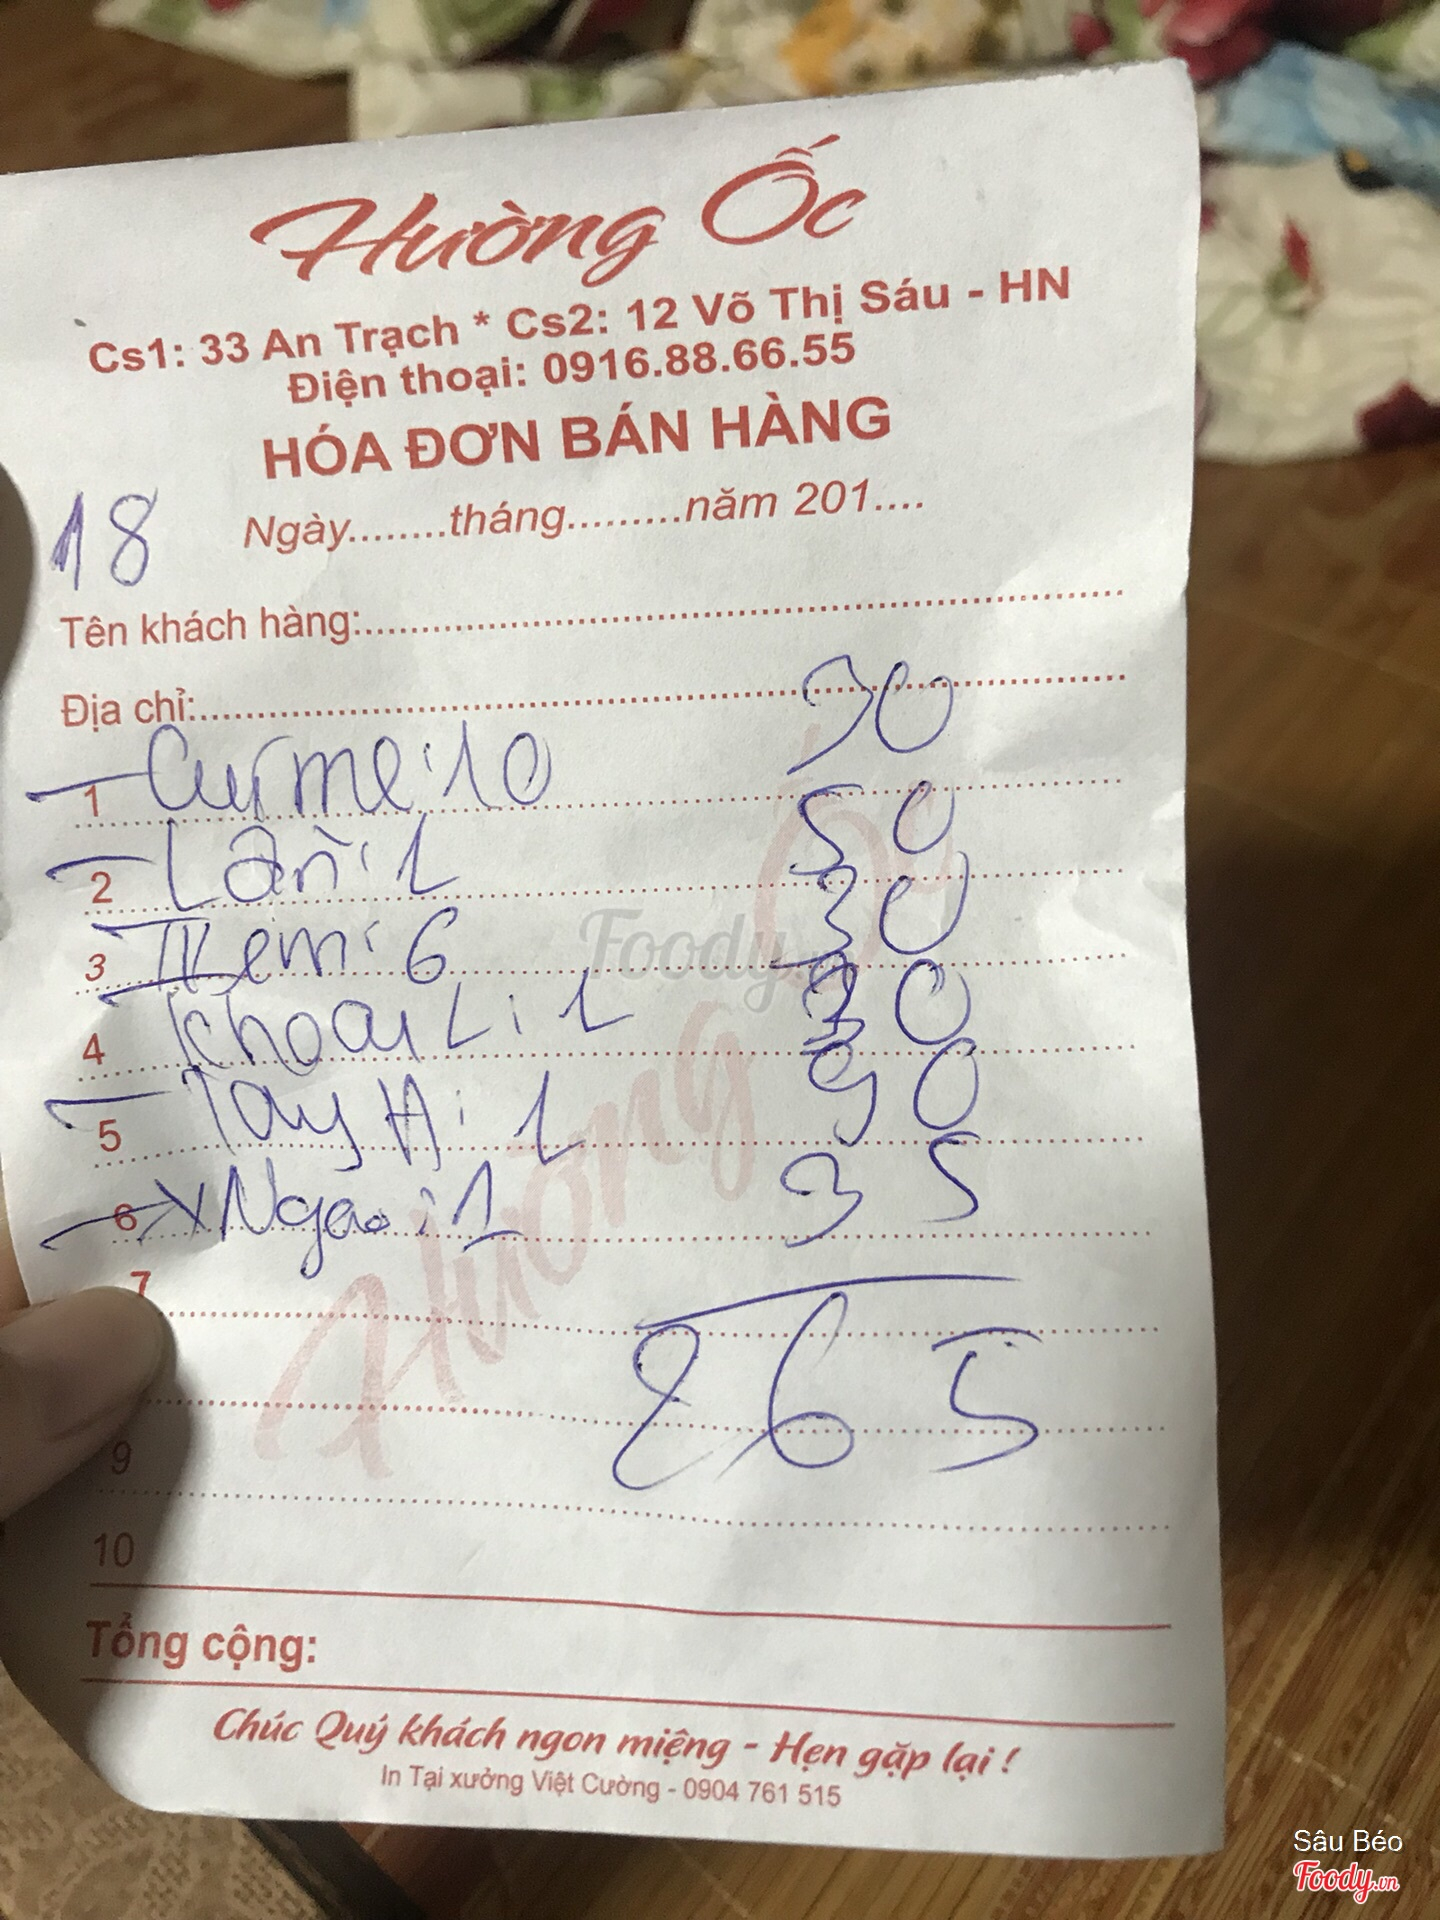 Hường Ốc
Cs1: 33 An Trạch * Cs2: 12 Võ Thị Sáu - HN
Điện thoại: 0916.88.66.55
HÓA ĐƠN BÁN HÀNG
18
Ngày........tháng.........năm 201....
Tên khách hàng:
Địa chỉ:
1 me: 10 30
2 Lần: 1 50
3 Nem: 6 30
4 Khoai L: 1 30
5 Tay H: 1 90
6 X Ngao: 1 35
7
265
9
10
Tổng cộng:
Hường Ốc
Chúc Quý khách ngon miệng - Hẹn gặp lại !
In Tại xưởng Việt Cường - 0904 761 515
Foody.vn
Sâu Béo
Foody.vn